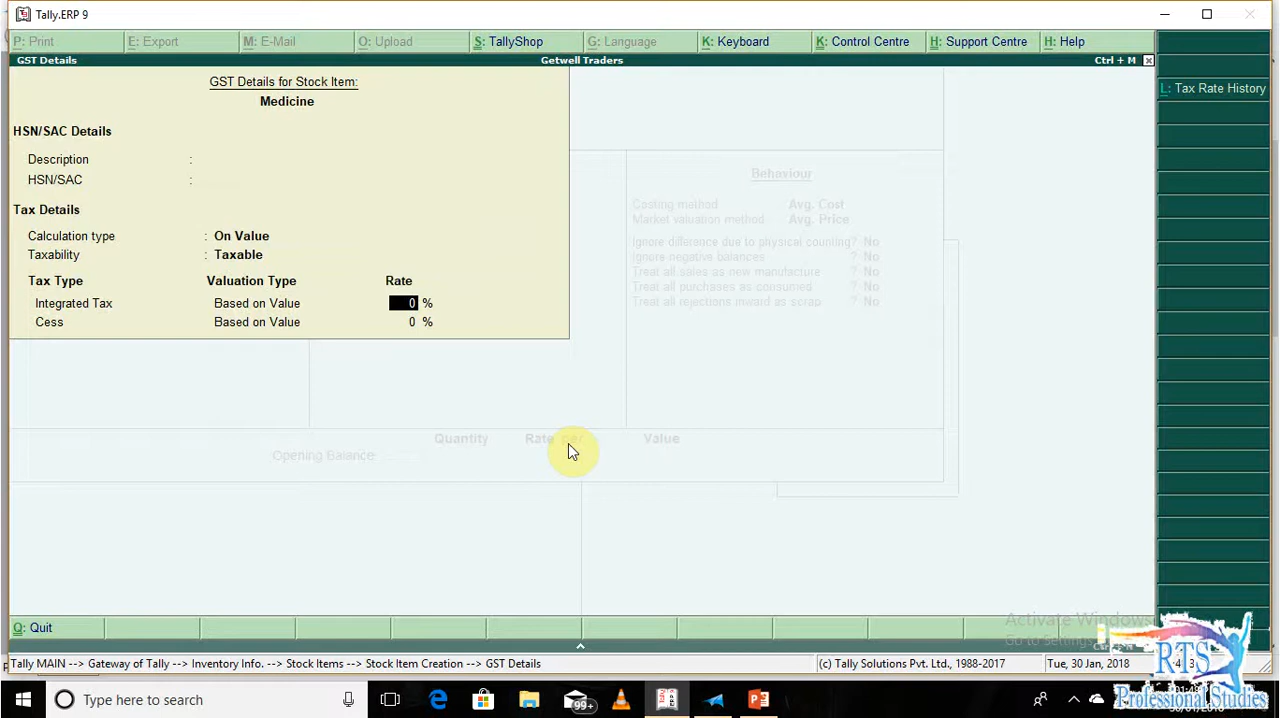 Tally.ERP 9
P: Print E: Export M: E-Mail O: Upload S: TallyShop G: Language K: Keyboard K: Control Centre H: Support Centre H: Help
GST Details Getwell Traders Ctrl + M
L: Tax Rate History
GST Details for Stock Item:
Medicine
HSN/SAC Details
Description :
HSN/SAC :
Tax Details
Calculation type : On Value
Taxability : Taxable
Tax Type Valuation Type Rate
Integrated Tax Based on Value 0 %
Cess Based on Value 0 %
Behaviour
Costing method Avg. Cost
Market valuation method Avg. Price
Ignore difference due to physical counting? No
Ignore negative balances ? No
Treat all sales as new manufacture ? No
Treat all purchases as consumed ? No
Treat all rejections inward as scrap ? No
Quantity Rate per Value
Opening Balance
Activate Windows
Go to Settings
Q: Quit
Tally MAIN --> Gateway of Tally --> Inventory Info. --> Stock Items --> Stock Item Creation --> GST Details (c) Tally Solutions Pvt. Ltd., 1988-2017 Tue, 30 Jan, 2018
RTS
Professional Studies
Type here to search
99+